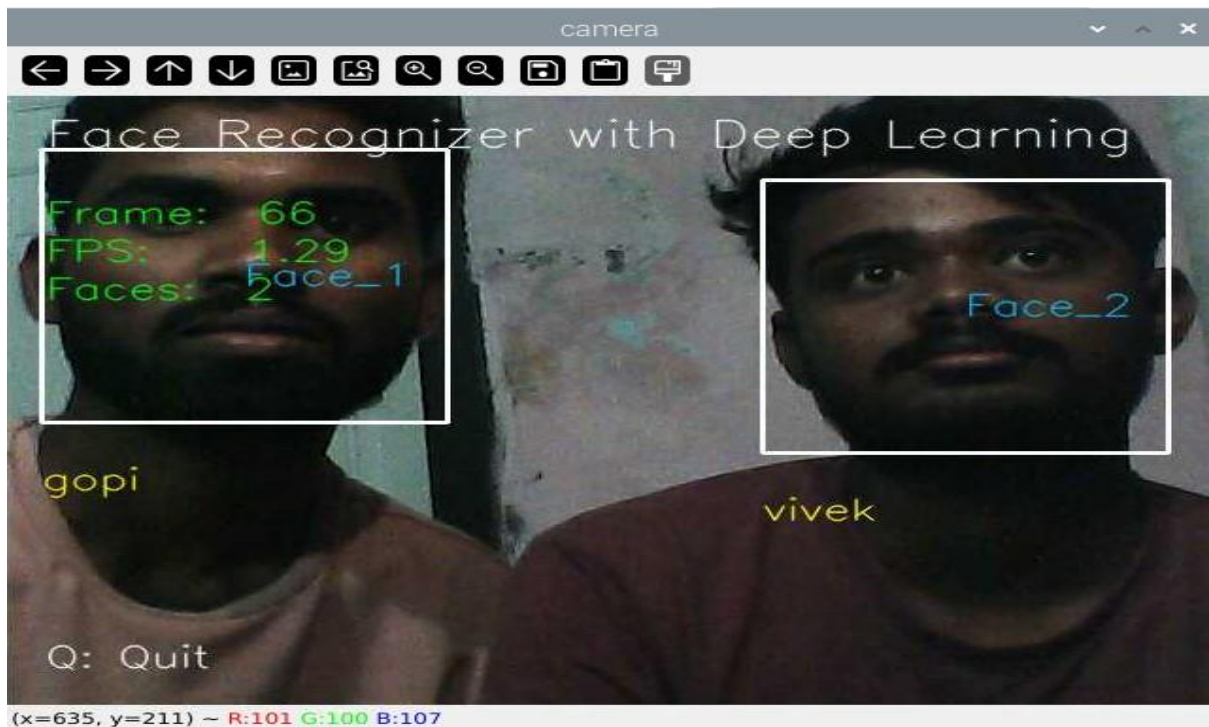 camera
Face Recognizer with Deep Learning
Frame: 66
FPS: 1.29
Faces: 2
Face_1
Face_2
gopi
vivek
Q: Quit
(x=635, y=211) ~ R:101 G:100 B:107